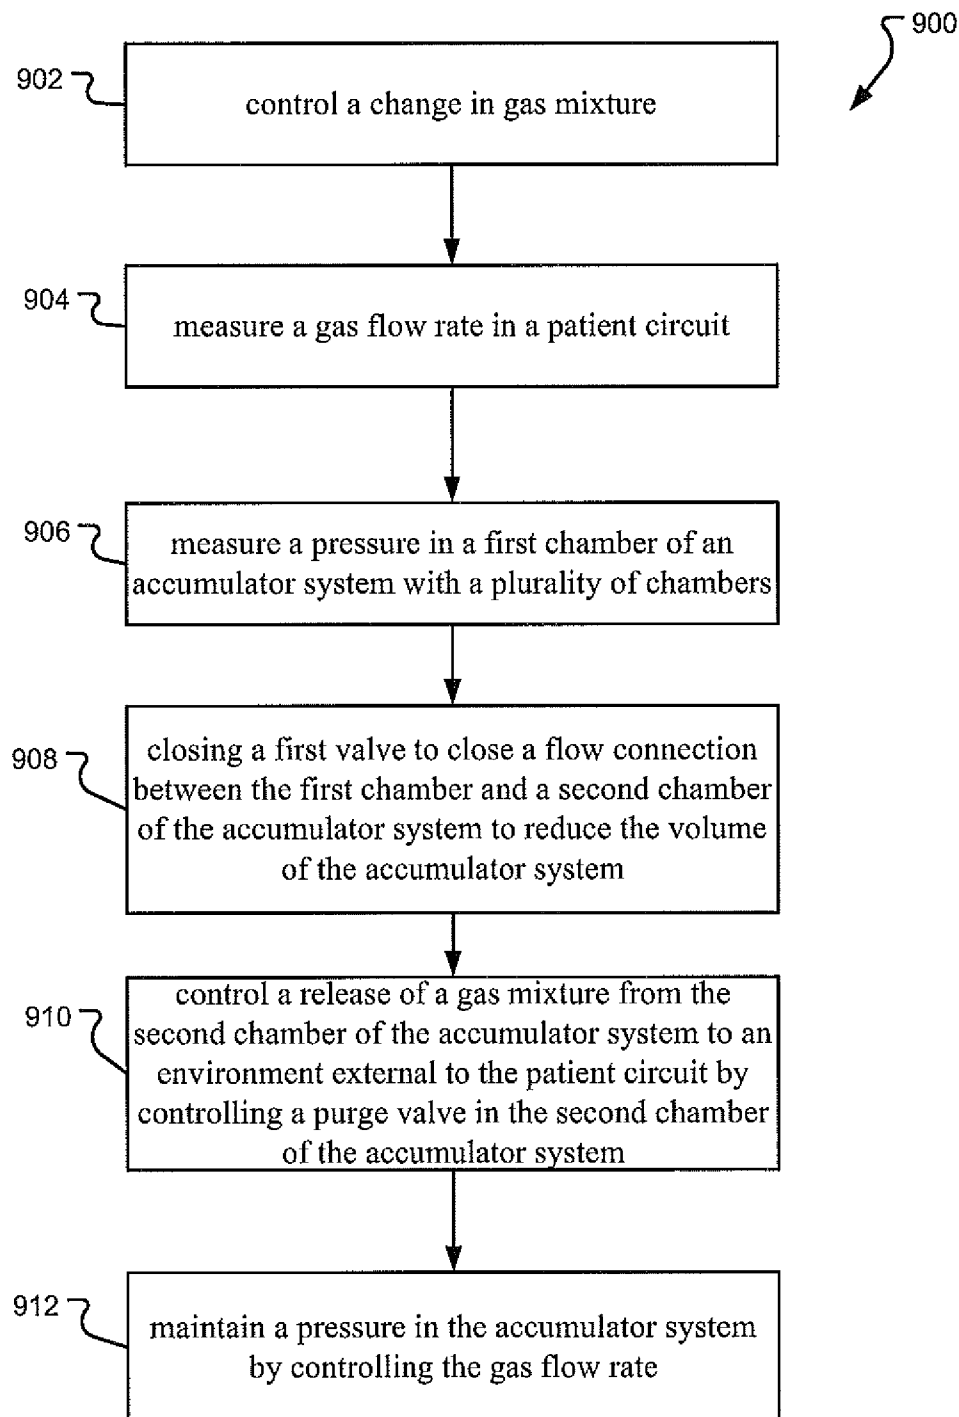 900
902
control a change in gas mixture
904
measure a gas flow rate in a patient circuit
906
measure a pressure in a first chamber of an
accumulator system with a plurality of chambers
908
closing a first valve to close a flow connection
between the first chamber and a second chamber
of the accumulator system to reduce the volume
of the accumulator system
910
control a release of a gas mixture from the
second chamber of the accumulator system to an
environment external to the patient circuit by
controlling a purge valve in the second chamber
of the accumulator system
912
maintain a pressure in the accumulator system
by controlling the gas flow rate